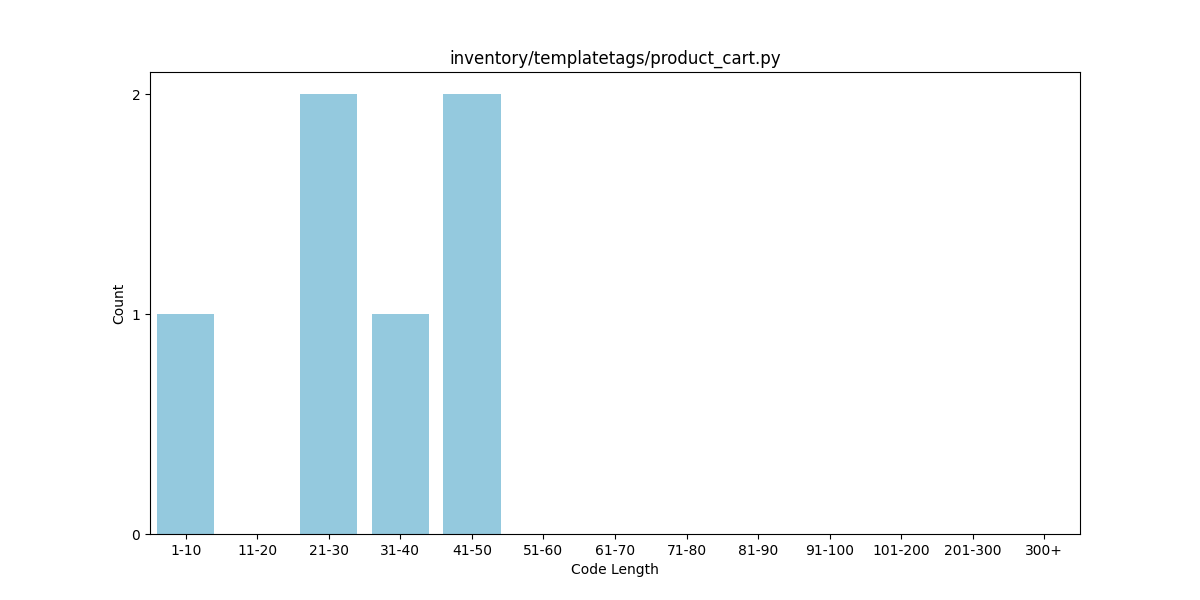 inventory/templatetags/product_cart.py
Count
2
1
0
1-10 11-20 21-30 31-40 41-50 51-60 61-70 71-80 81-90 91-100 101-200 201-300 300+
Code Length